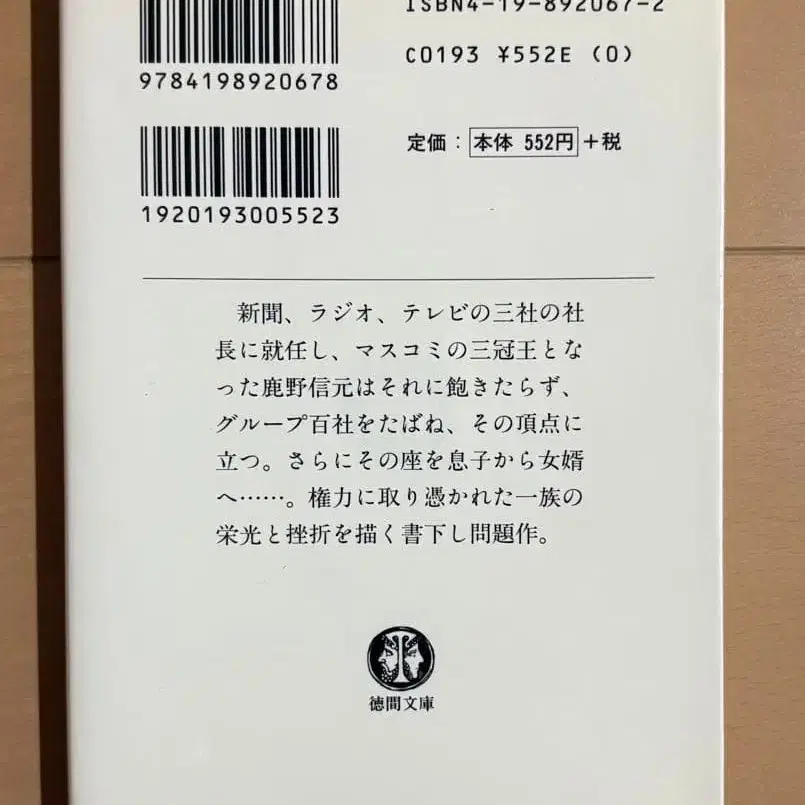 ISBN4-19-892067-2
C0193 ¥552E (0)
9784198920678
定価：本体 552円＋税
1920193005523
新聞、ラジオ、テレビの三社の社
長に就任し、マスコミの三冠王とな
った鹿野信元はそれに飽きたらず、
グループ百社をたばね、その頂点に
立つ。さらにその座を息子から女婿
へ……。権力に取り憑かれた一族の
栄光と挫折を描く書下し問題作。
徳間文庫